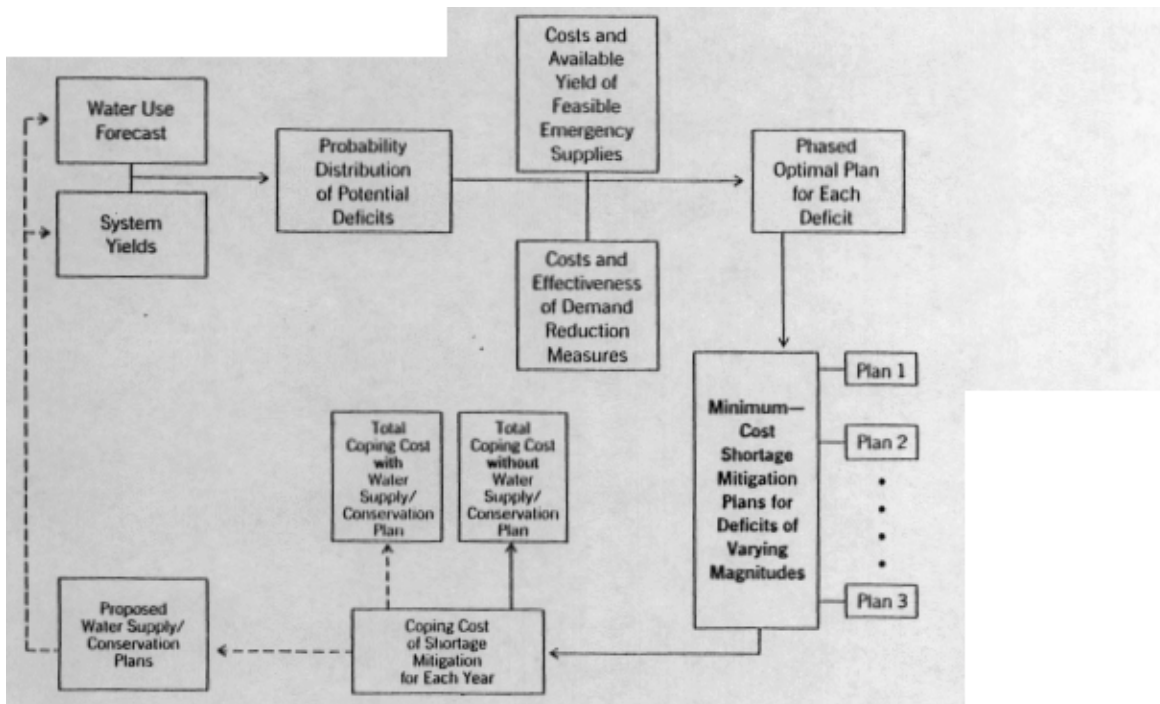 Water Use
Forecast
System
Yields
Probability
Distribution
of Potential
Deficits
Costs and
Available
Yield of
Feasible
Emergency
Supplies
Costs and
Effectiveness
of Demand
Reduction
Measures
Phased
Optimal Plan
for Each
Deficit
Minimum—
Cost
Shortage
Mitigation
Plans for
Deficits of
Varying
Magnitudes
Plan 1
Plan 2
Plan 3
Total
Coping Cost
with
Water
Supply/
Conservation
Plan
Total
Coping Cost
without Water
Supply/
Conservation
Plan
Coping Cost
of Shortage
Mitigation
for Each Year
Proposed
Water Supply/
Conservation
Plans